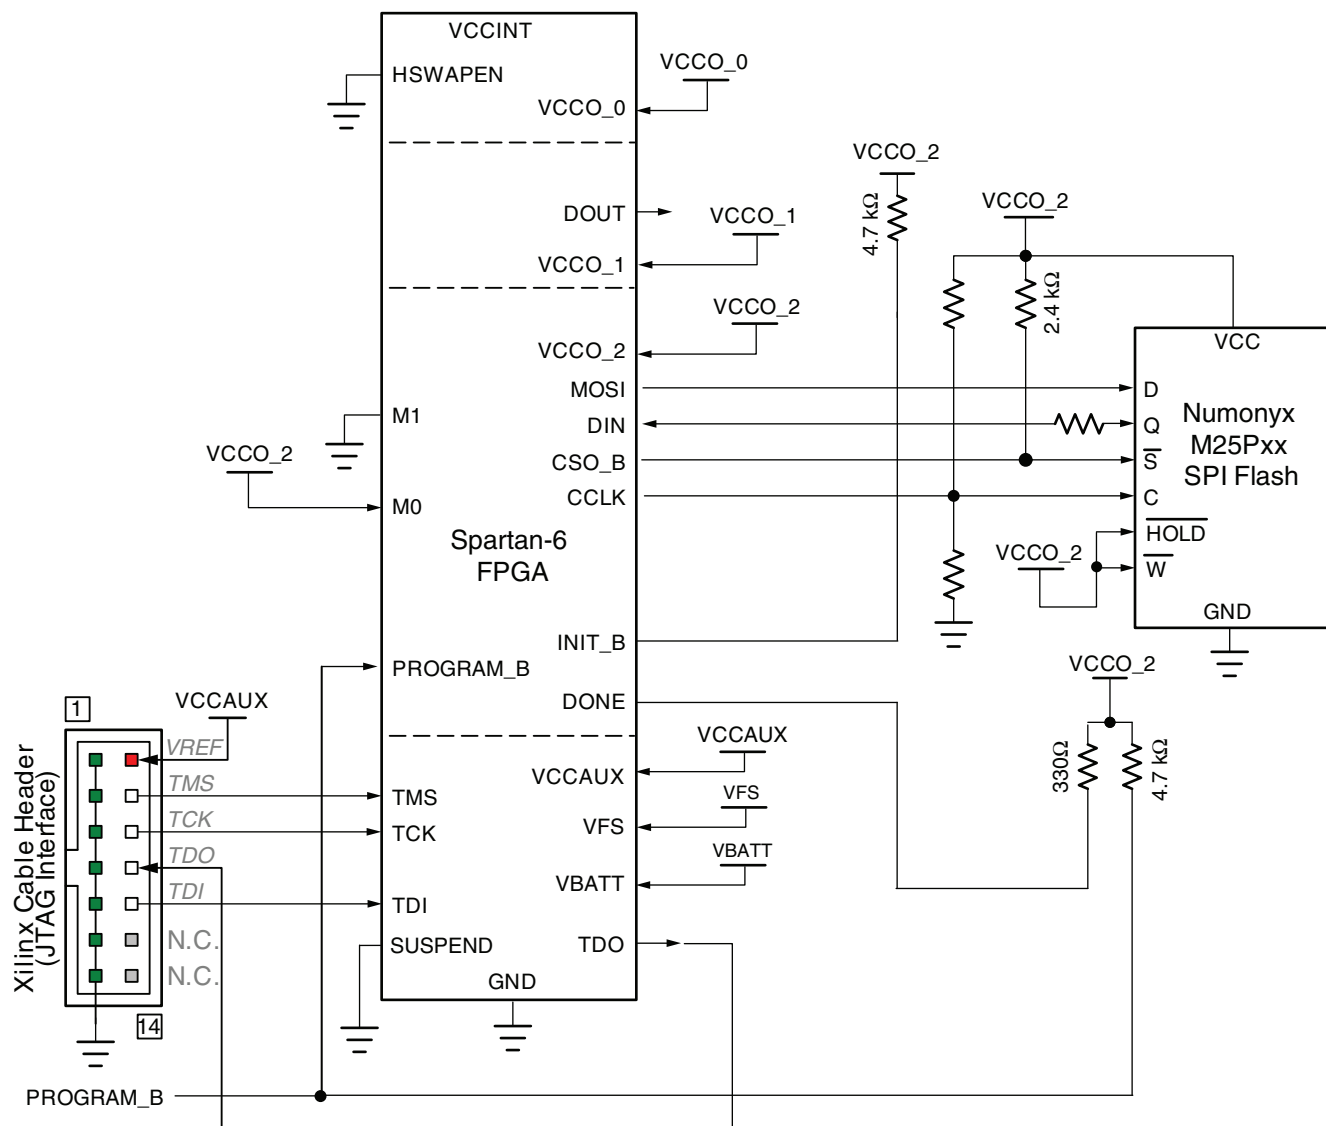 VCCINT
HSWAPEN
VCCO_0
VCCO_0
VCCO_2
4.7 kΩ
DOUT
VCCO_1
VCCO_1
VCCO_2
2.4 kΩ
VCCO_2
VCCO_2
VCC
MOSI
D
M1
DIN
Q
Numonyx
M25Pxx
SPI Flash
VCCO_2
CSO_B
S
CCLK
C
M0
HOLD
Spartan-6
FPGA
VCCO_2
W
GND
INIT_B
PROGRAM_B
VCCO_2
DONE
1
VCCAUX
VREF
VCCAUX
VCCAUX
330Ω
4.7 kΩ
TMS
TMS
VFS
TCK
TCK
VFS
TDO
VBATT
VBATT
TDI
TDI
N.C.
SUSPEND
TDO
N.C.
GND
Xilinx Cable Header
(JTAG Interface)
14
PROGRAM_B